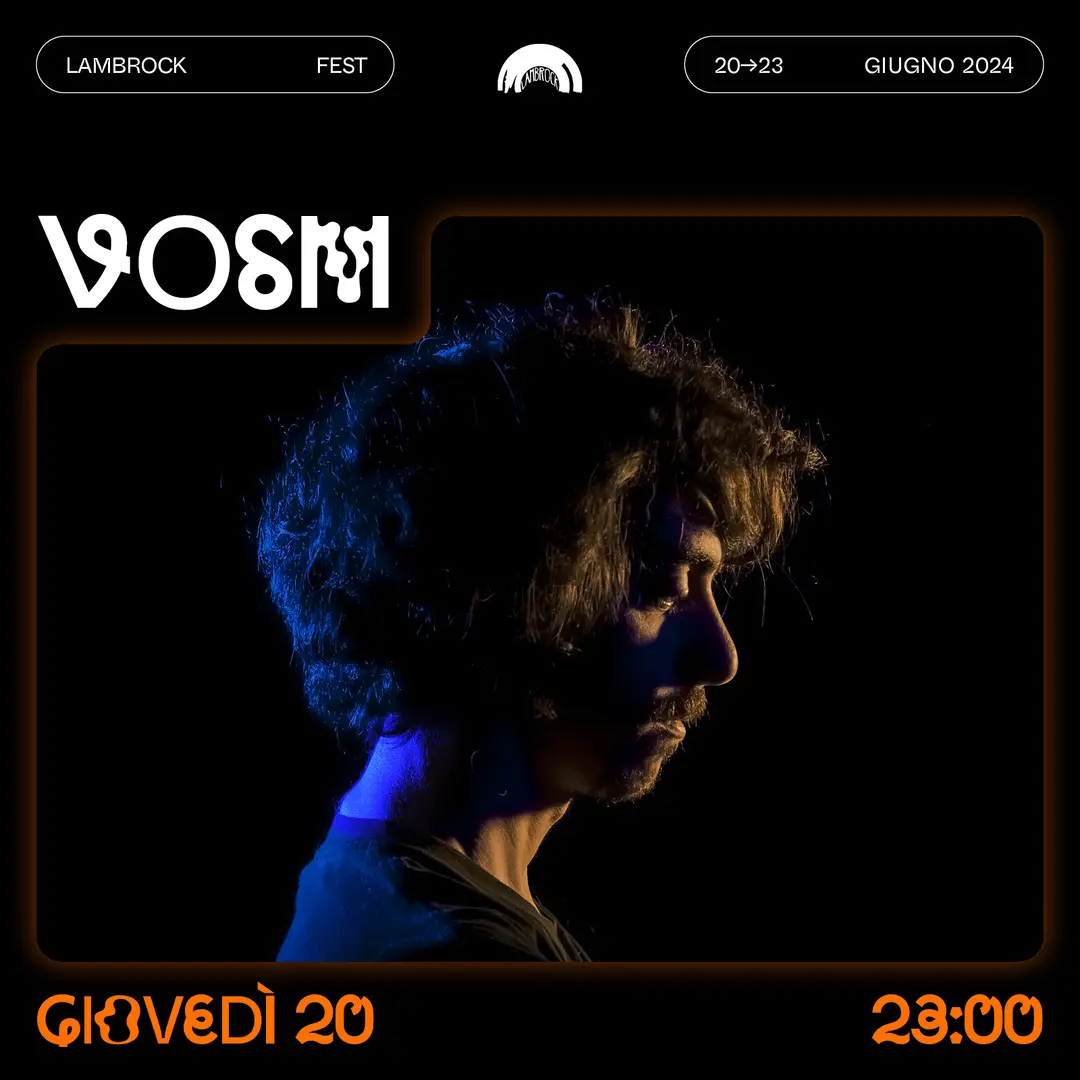 LAMBROCK FEST
LAMBROCK
20→23 GIUGNO 2024
VOSM
GIOVEDÌ 20
23:00